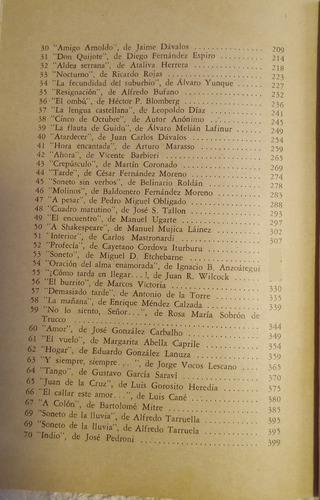 30 "Amigo Arnoldo", de Jaime Dávalos 209
31 "Don Quijote", de Diego Fernández Espiro 214
32 "Aldea serrana", de Ataliva Herrera 218
33 "Nocturno", de Ricardo Rojas 223
34 "La fecundidad del suburbio", de Álvaro Yunque 227
35 "Resignación", de Alfredo Bufano 232
36 "El ombú", de Héctor P. Blomberg 236
37 "La lengua castellana", de Leopoldo Díaz 241
38 "Cinco de Octubre", de Autor Anónimo 245
39 "La flauta de Guida", de Álvaro Melián Lafinur 249
40 "Atardecer", de Juan Carlos Dávalos 254
41 "Hora encantada", de Arturo Marasso 259
42 "Ahora", de Vicente Barbieri 265
43 "Crepúsculo", de Martín Coronado 269
44 "Tarde", de César Fernández Moreno 274
45 "Soneto sin verbos", de Belisario Roldán 278
46 "Molinos", de Baldomero Fernández Moreno 283
47 "A pesar", de Pedro Miguel Obligado 288
48 "Cuadro matutino", de José S. Tallon 293
49 "El encuentro", de Manuel Ugarte 297
50 "A Shakespeare", de Manuel Mujica Láinez 302
51 "Interior", de Carlos Mastronardi 307
52 "Profecía", de Cayetano Cordova Iturburu
53 "Soneto", de Miguel D. Etchebarne
54 "Oración del alma enamorada", de Ignacio B. Anzoátegui
55 "¡Cómo tarda en llegar... !, de Juan R. Wilcock
56 "El burrito", de Marcos Victoria 330
57 "Demasiado tarde", de Antonio de la Torre 335
58 "La mañana", de Enrique Méndez Calzada 339
59 "No lo siento, Señor...", de Rosa María Sobrón de
Trucco 344
60 "Amor", de José González Carbalho 349
61 "El vuelo", de Margarita Abella Caprile 354
62 "Hogar", de Eduardo González Lanuza 359
63 "Y siempre, siempre...", de Jorge Vocos Lescano 365
64 "Tango", de Gustavo García Saraví 370
65 "Juan de la Cruz", de Luis Gorosito Heredia 375
66 "El callar este amor...", de Luis Cané 380
67 "A Colón", de Bartolomé Mitre 385
69 "Soneto de la lluvia", de Alfredo Tarruella 395
69 "Soneto de la lluvia", de Alfredo Tarruela 395
70 "Indio", de José Pedroni 399